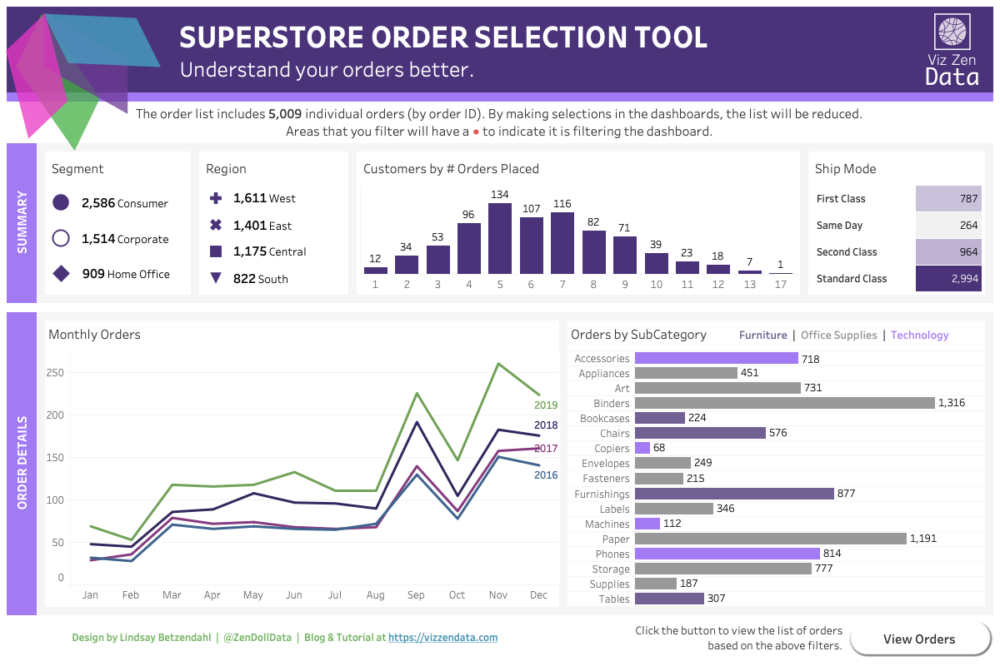 SUPERSTORE ORDER SELECTION TOOL
Understand your orders better.
Viz Zen
Data
The order list includes 5,009 individual orders (by order ID). By making selections in the dashboards, the list will be reduced.
Areas that you filter will have a ● to indicate it is filtering the dashboard.
SUMMARY
Segment
2,586 Consumer
1,514 Corporate
909 Home Office
Region
1,611 West
1,401 East
1,175 Central
822 South
Customers by # Orders Placed
12 34 53 96 134 107 116 82 71 39 23 18 7 1
1 2 3 4 5 6 7 8 9 10 11 12 13 17
Ship Mode
First Class 787
Same Day 264
Second Class 964
Standard Class 2,994
ORDER DETAILS
Monthly Orders
250
200
150
100
50
0
2019
2018
2017
2016
Jan Feb Mar Apr May Jun Jul Aug Sep Oct Nov Dec
Orders by SubCategory
Furniture | Office Supplies | Technology
Accessories 718
Appliances 451
Art 731
Binders 1,316
Bookcases 224
Chairs 576
Copiers 68
Envelopes 249
Fasteners 215
Furnishings 877
Labels 346
Machines 112
Paper 1,191
Phones 814
Storage 777
Supplies 187
Tables 307
Design by Lindsay Betzendahl | @ZenDollData | Blog & Tutorial at https://vizzendata.com
Click the button to view the list of orders
based on the above filters.
View Orders